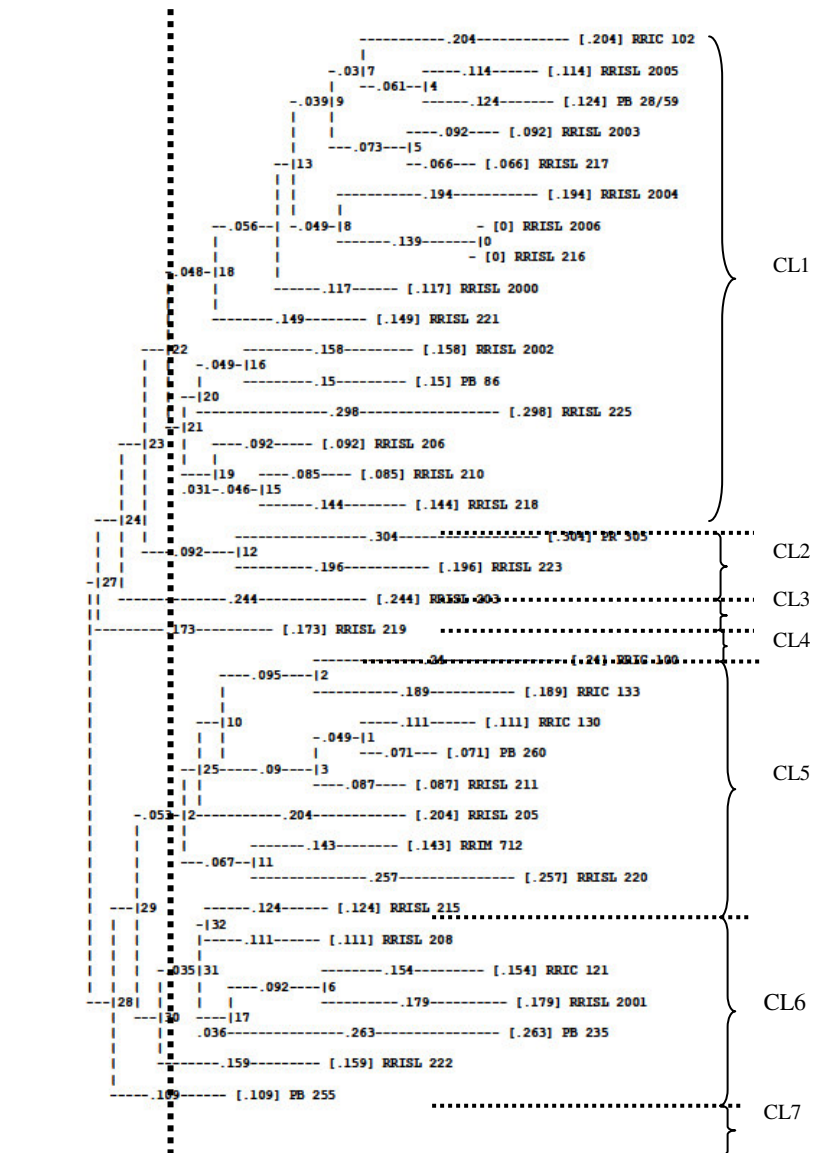 -----------.204------------ [.204] RRIC 102
|
-.03|7 -----.114------ [.114] RRISL 2005
| --.061--|4
-.039|9 ------.124------- [.124] PB 28/59
| |
| | ----.092---- [.092] RRISL 2003
| ---.073---|5
--|13 --.066--- [.066] RRISL 217
| |
| | -----------.194----------- [.194] RRISL 2004
| | |
--.056--| -.049-|8 - [0] RRISL 2006
| | -------.139-------|0
| | - [0] RRISL 216
CL1
-.048-|18 |
| ------.117------ [.117] RRISL 2000
|
--------.149-------- [.149] RRISL 221
---|22 ---------.158--------- [.158] RRISL 2002
| | -.049-|16
| | | ---------.15--------- [.15] PB 86
| | --|20
| | | -----------------.298------------------ [.298] RRISL 225
| --|21
---|23 | ----.092----- [.092] RRISL 206
| | | |
| | ----|19 ----.085---- [.085] RRISL 210
| | .031-.046-|15
| | ---------.144-------- [.144] RRISL 218
---|24|
| | | ---------------.304---------------- [.304] PR 305
| | ----.092----|12
CL2
| | ----------.196----------- [.196] RRISL 223
-|27|
|| --------------.244-------------- [.244] RRISL 203
CL3
||
|---------.173---------- [.173] RRISL 219
CL4
| -------------.24-------------- [.24] RRIC 100
| ----.095----|2
| | -----------.189----------- [.189] RRIC 133
| |
| ---|10 -----.111------ [.111] RRIC 130
| | | -.049-|1
| | | | ---.071--- [.071] PB 260
| --|25-----.09----|3
CL5
| | | ----.087---- [.087] RRISL 211
| | |
| -.053-|2-----------.204----------- [.204] RRISL 205
| | |
| | | --------.143-------- [.143] RRIM 712
| | ---.067--|11
| | --------------.257--------------- [.257] RRISL 220
|
| ---|29 ------.124------ [.124] RRISL 215
| | | -|32
| | | |-----.111------ [.111] RRISL 208
| | | |
| | | -.035|31 ---------.154--------- [.154] RRIC 121
| | | | | ----.092----|6
---|28| | | | -----------.179---------- [.179] RRISL 2001
CL6
| ---|30 ----|17
| | .036---------------.263----------------- [.263] PB 235
| |
| --------.159--------- [.159] RRISL 222
|
-----.109------ [.109] PB 255
CL7